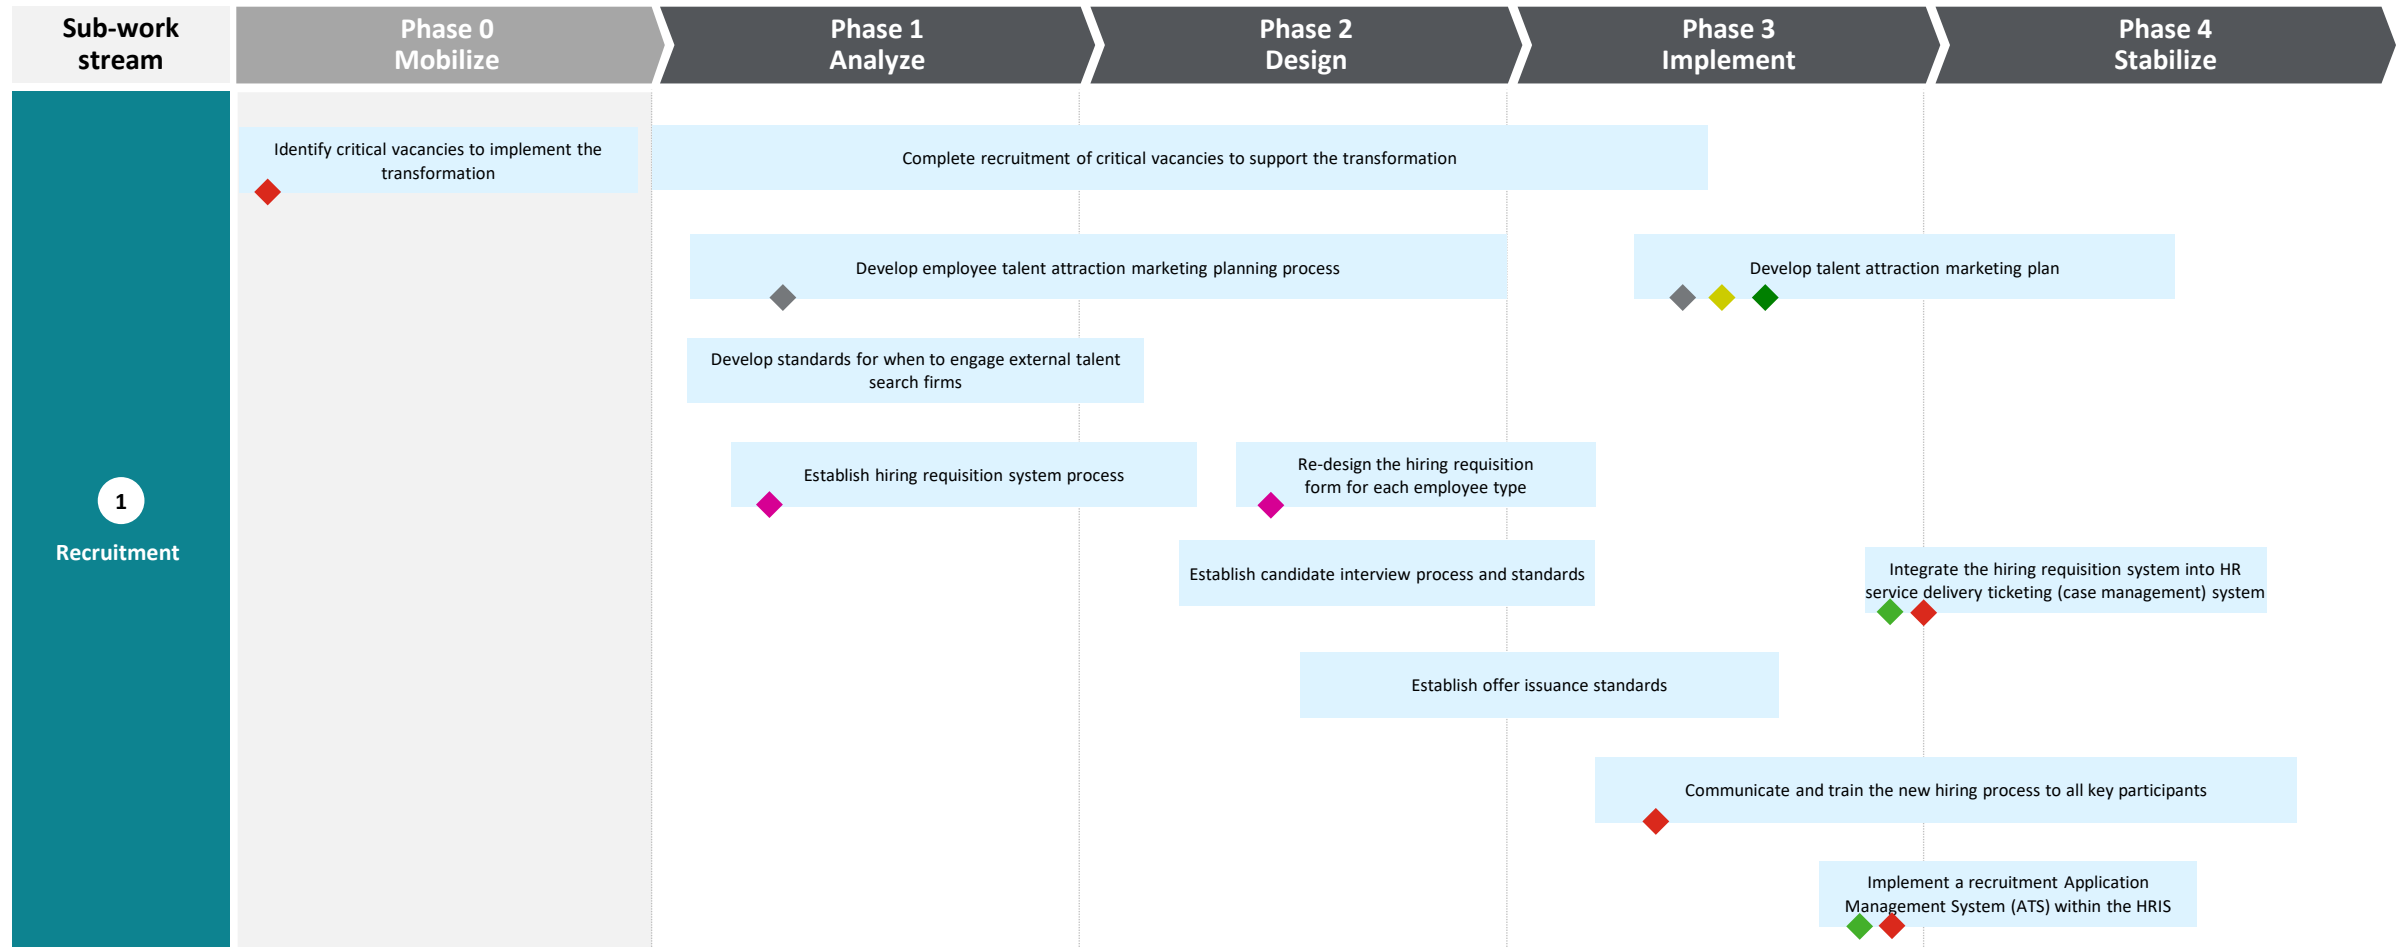 Sub-work
stream
Phase 0
Mobilize
Phase 1
Analyze
Phase 2
Design
Phase 3
Implement
Phase 4
Stabilize
1
Recruitment
Identify critical vacancies to implement the
transformation
Complete recruitment of critical vacancies to support the transformation
Develop employee talent attraction marketing planning process
Develop talent attraction marketing plan
Develop standards for when to engage external talent
search firms
Establish hiring requisition system process
Re-design the hiring requisition
form for each employee type
Establish candidate interview process and standards
Integrate the hiring requisition system into HR
service delivery ticketing (case management) system
Establish offer issuance standards
Communicate and train the new hiring process to all key participants
Implement a recruitment Application
Management System (ATS) within the HRIS